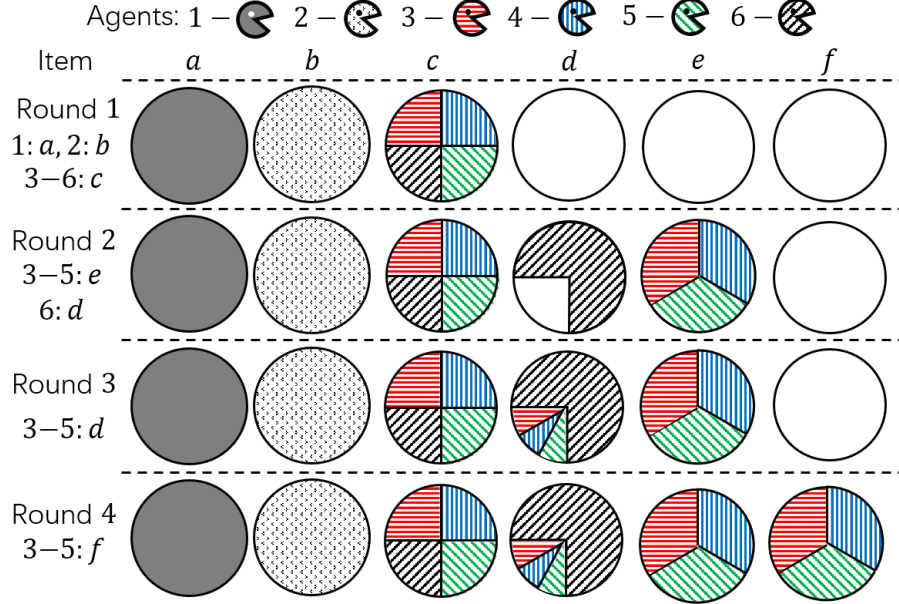 Agents: 1 – 2 – 3 – 4 – 5 – 6 –
Item a b c d e f
Round 1
1: a, 2: b
3–6: c
Round 2
3–5: e
6: d
Round 3
3–5: d
Round 4
3–5: f